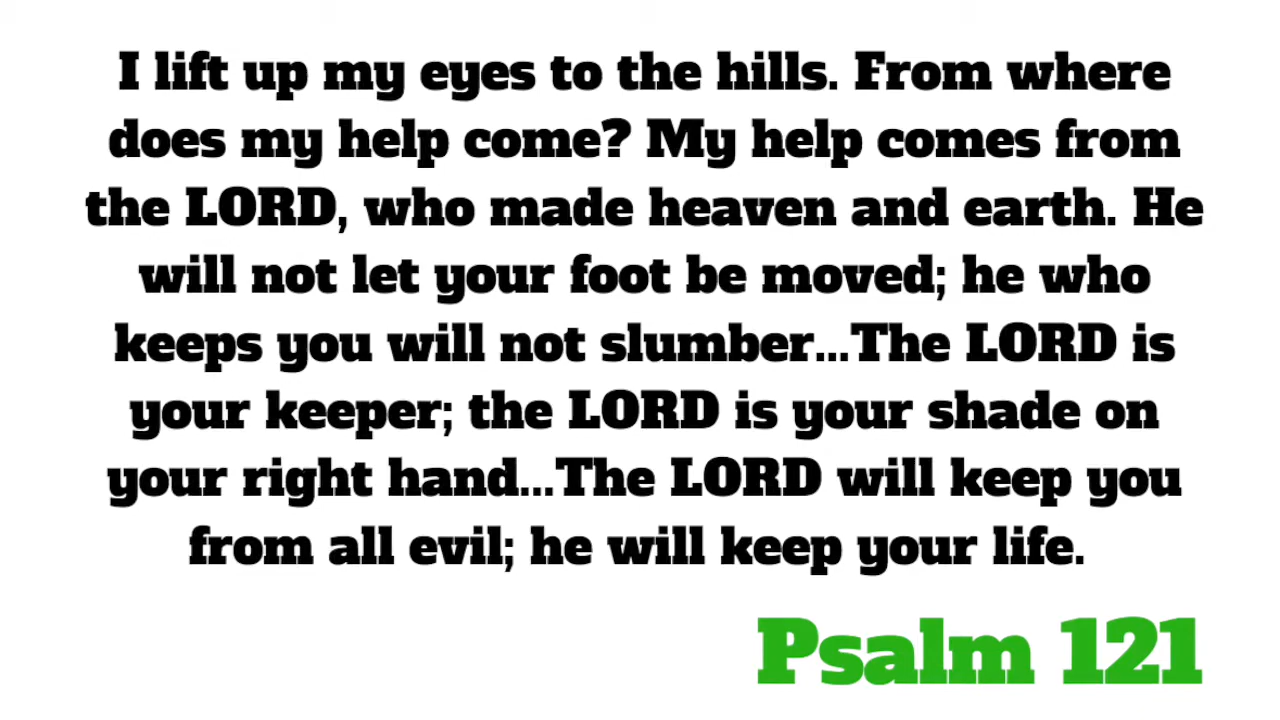 I lift up my eyes to the hills. From where
does my help come? My help comes from
the LORD, who made heaven and earth. He
will not let your foot be moved; he who
keeps you will not slumber...The LORD is
your keeper; the LORD is your shade on
your right hand...The LORD will keep you
from all evil; he will keep your life.
Psalm 121